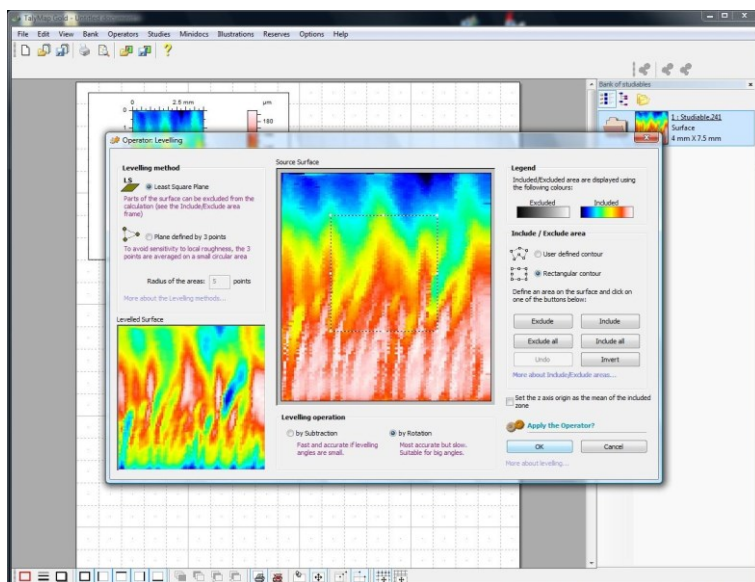 TalyMap Gold - Untitled document
File Edit View Bank Operators Studies Minidocs Illustrations Reserves Options Help
Bank of studiables
1 : Studiable.241
Surface
4 mm X 7.5 mm
0 2.8 mm
µm
0
180
Operator: Levelling
Levelling method
LS
Least Square Plane
Parts of the surface can be excluded from the
calculation (see the Include/Exclude area
frame)
Plane defined by 3 points
To avoid sensitivity to local roughness, the 3
points are averaged on a small circular area
Radius of the areas: 5 points
More about the Levelling methods...
Levelled Surface
Source Surface
Levelling operation
by Subtraction
Fast and accurate if levelling
angles are small.
by Rotation
Most accurate but slow.
Suitable for big angles.
Legend
Included/Excluded area are displayed using
the following colours:
Excluded Included
Include / Exclude area
User defined contour
Rectangular contour
Define an area on the surface and click on
one of the buttons below:
Exclude Include
Exclude all Include all
Undo Invert
More about Include/Exclude areas...
Set the z axis origin as the mean of the included
zone
Apply the Operator?
OK Cancel
More about levelling...